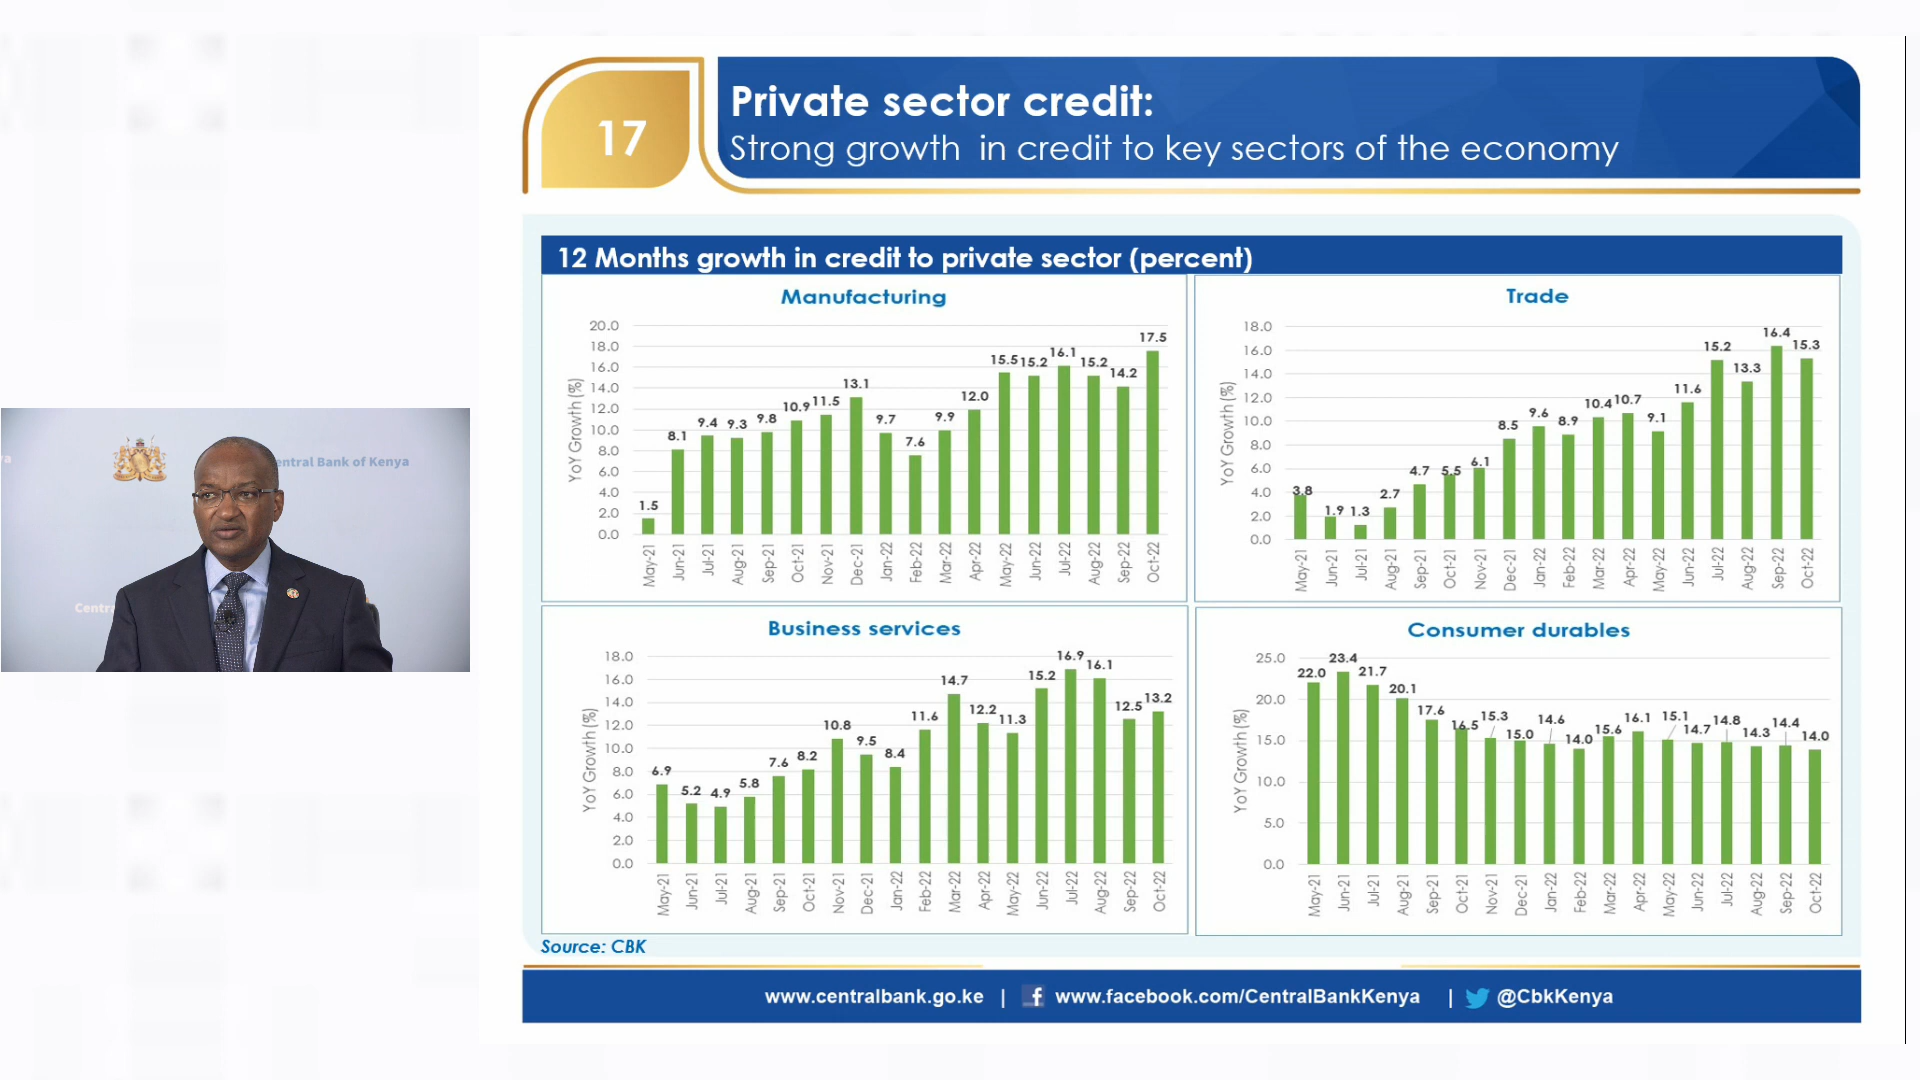 17
Private sector credit:
Strong growth in credit to key sectors of the economy
12 Months growth in credit to private sector (percent)
Manufacturing
YoY Growth (%)
20.0
18.0
16.0
14.0
12.0
10.0
8.0
6.0
4.0
2.0
0.0
1.5 8.1 9.4 9.3 9.8 10.9 11.5 13.1 9.7 7.6 9.9 12.0 15.5 15.2 16.1 15.2 14.2 17.5
May-21 Jun-21 Jul-21 Aug-21 Sep-21 Oct-21 Nov-21 Dec-21 Jan-22 Feb-22 Mar-22 Apr-22 May-22 Jun-22 Jul-22 Aug-22 Sep-22 Oct-22
Trade
YoY Growth (%)
18.0
16.0
14.0
12.0
10.0
8.0
6.0
4.0
2.0
0.0
3.8 1.9 1.3 2.7 4.7 5.5 6.1 8.5 9.6 8.9 10.4 10.7 9.1 11.6 15.2 13.3 16.4 15.3
May-21 Jun-21 Jul-21 Aug-21 Sep-21 Oct-21 Nov-21 Dec-21 Jan-22 Feb-22 Mar-22 Apr-22 May-22 Jun-22 Jul-22 Aug-22 Sep-22 Oct-22
Business services
YoY Growth (%)
18.0
16.0
14.0
12.0
10.0
8.0
6.0
4.0
2.0
0.0
6.9 5.2 4.9 5.8 7.6 8.2 10.8 9.5 8.4 11.6 14.7 12.2 11.3 15.2 16.9 16.1 12.5 13.2
May-21 Jun-21 Jul-21 Aug-21 Sep-21 Oct-21 Nov-21 Dec-21 Jan-22 Feb-22 Mar-22 Apr-22 May-22 Jun-22 Jul-22 Aug-22 Sep-22 Oct-22
Consumer durables
YoY Growth (%)
25.0
20.0
15.0
10.0
5.0
0.0
22.0 23.4 21.7 20.1 17.6 16.5 15.3 15.0 14.6 14.0 15.6 16.1 15.1 14.7 14.8 14.3 14.4 14.0
May-21 Jun-21 Jul-21 Aug-21 Sep-21 Oct-21 Nov-21 Dec-21 Jan-22 Feb-22 Mar-22 Apr-22 May-22 Jun-22 Jul-22 Aug-22 Sep-22 Oct-22
Source: CBK
www.centralbank.go.ke | www.facebook.com/CentralBankKenya | @CbkKenya
ya
entral Bank of Kenya
Centr